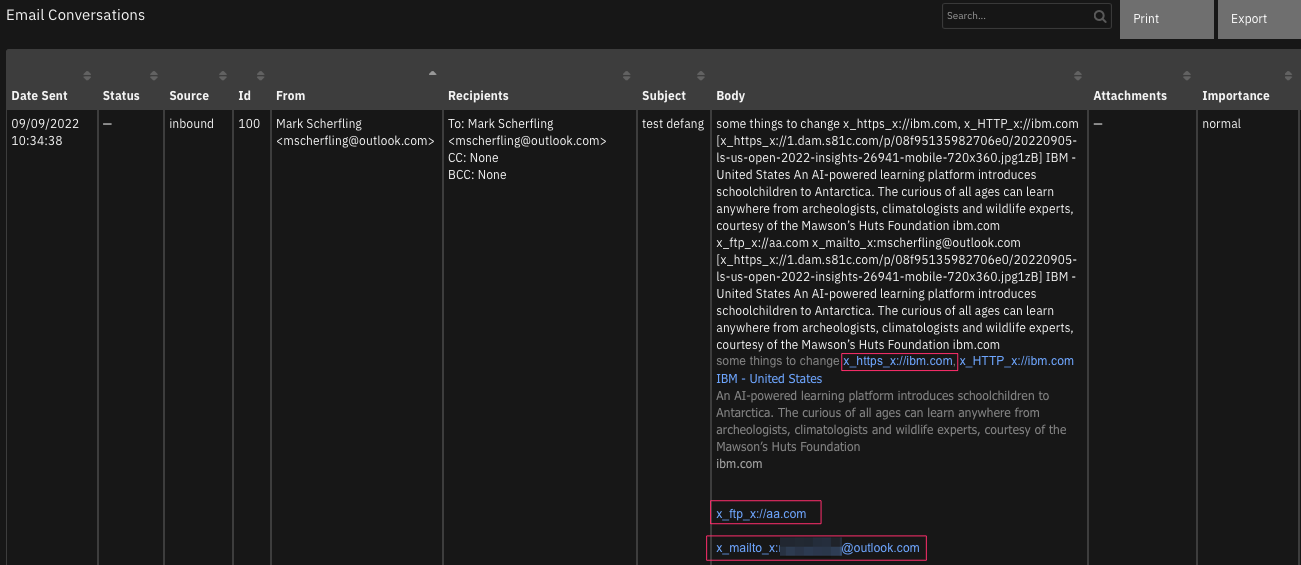 Email Conversations
Search...
Print
Export
Date Sent
Status
Source
Id
From
Recipients
Subject
Body
Attachments
Importance
09/09/2022
10:34:38
—
inbound
100
Mark Scherfling
<mscherfling@outlook.com>
To: Mark Scherfling
<mscherfling@outlook.com>
CC: None
BCC: None
test defang
some things to change x_https_x://ibm.com, x_HTTP_x://ibm.com
[x_https_x://1.dam.s81c.com/p/08f95135982706e0/20220905-
ls-us-open-2022-insights-26941-mobile-720x360.jpg1zB] IBM -
United States An AI-powered learning platform introduces
schoolchildren to Antarctica. The curious of all ages can learn
anywhere from archeologists, climatologists and wildlife experts,
courtesy of the Mawson’s Huts Foundation ibm.com
x_ftp_x://aa.com x_mailto_x:mscherfling@outlook.com
[x_https_x://1.dam.s81c.com/p/08f95135982706e0/20220905-
ls-us-open-2022-insights-26941-mobile-720x360.jpg1zB] IBM -
United States An AI-powered learning platform introduces
schoolchildren to Antarctica. The curious of all ages can learn
anywhere from archeologists, climatologists and wildlife experts,
courtesy of the Mawson’s Huts Foundation ibm.com
some things to change x_https_x://ibm.com, x_HTTP_x://ibm.com
IBM - United States
An AI-powered learning platform introduces schoolchildren to
Antarctica. The curious of all ages can learn anywhere from
archeologists, climatologists and wildlife experts, courtesy of the
Mawson’s Huts Foundation
ibm.com
x_ftp_x://aa.com
x_mailto_x: @outlook.com
—
normal